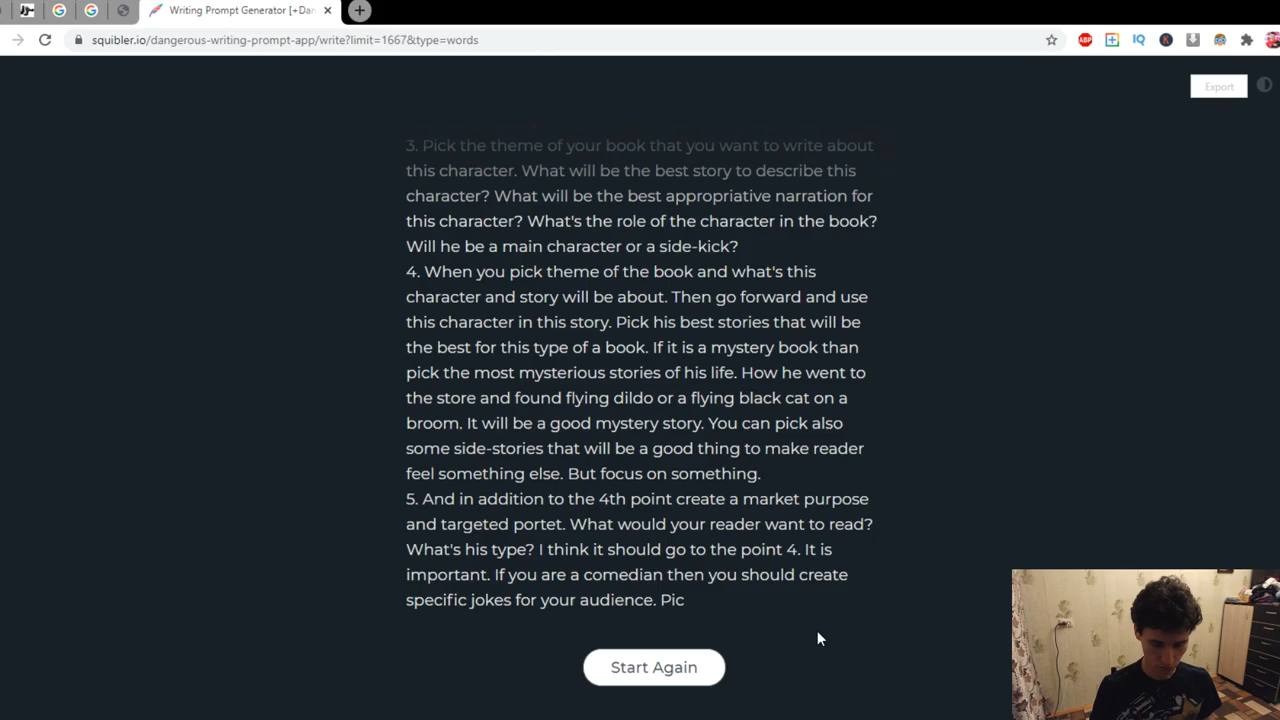 Writing Prompt Generator [+Dan
squibler.io/dangerous-writing-prompt-app/write?limit=1667&type=words
ABP
IQ
K
Export
3. Pick the theme of your book that you want to write about
this character. What will be the best story to describe this
character? What will be the best appropriative narration for
this character? What's the role of the character in the book?
Will he be a main character or a side-kick?
4. When you pick theme of the book and what's this
character and story will be about. Then go forward and use
this character in this story. Pick his best stories that will be
the best for this type of a book. If it is a mystery book than
pick the most mysterious stories of his life. How he went to
the store and found flying dildo or a flying black cat on a
broom. It will be a good mystery story. You can pick also
some side-stories that will be a good thing to make reader
feel something else. But focus on something.
5. And in addition to the 4th point create a market purpose
and targeted portet. What would your reader want to read?
What's his type? I think it should go to the point 4. It is
important. If you are a comedian then you should create
specific jokes for your audience. Pic
Start Again